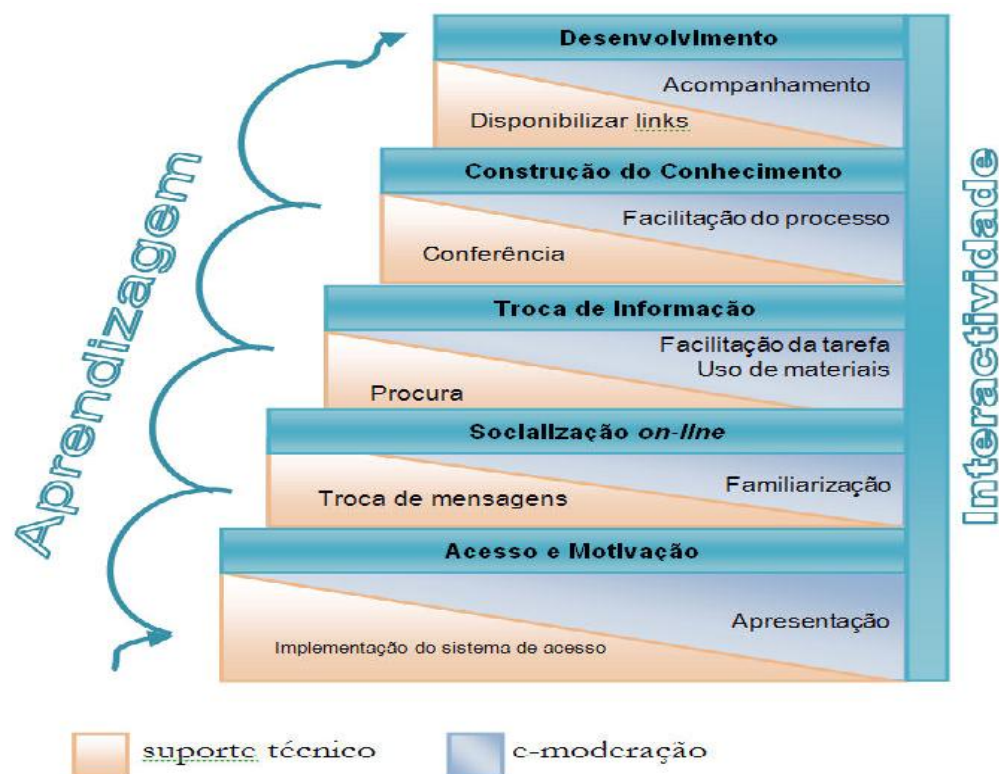 Desenvolvimento
Acompanhamento
Disponibilizar links
Construção do Conhecimento
Facilitação do processo
Conferência
Troca de Informação
Facilitação da tarefa
Uso de materiais
Procura
Socialização on-line
Familiarização
Troca de mensagens
Acesso e Motivação
Apresentação
Implementação do sistema de acesso
Aprendizagem
Interactividade
suporte técnico
e-moderação